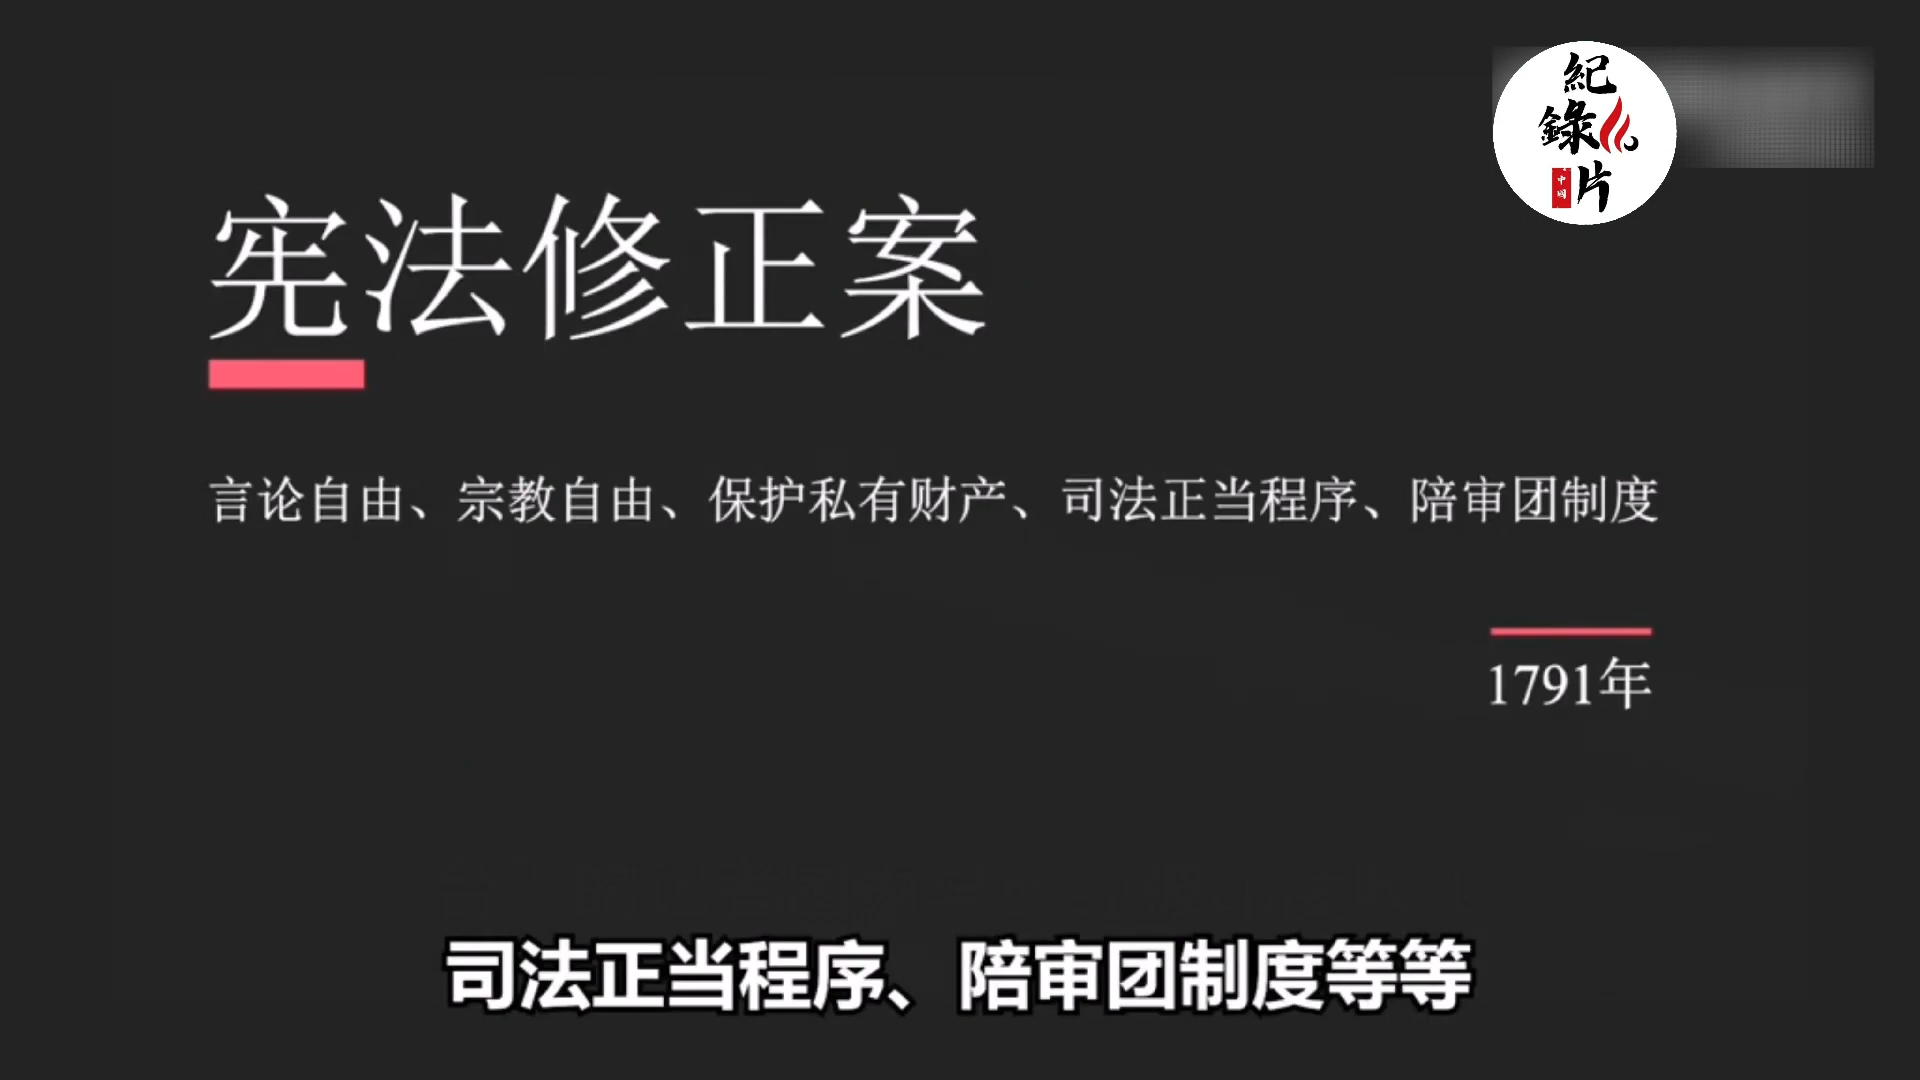 紀
錄
片
中国
宪法修正案
言论自由、宗教自由、保护私有财产、司法正当程序、陪审团制度
1791年
司法正当程序、陪审团制度等等